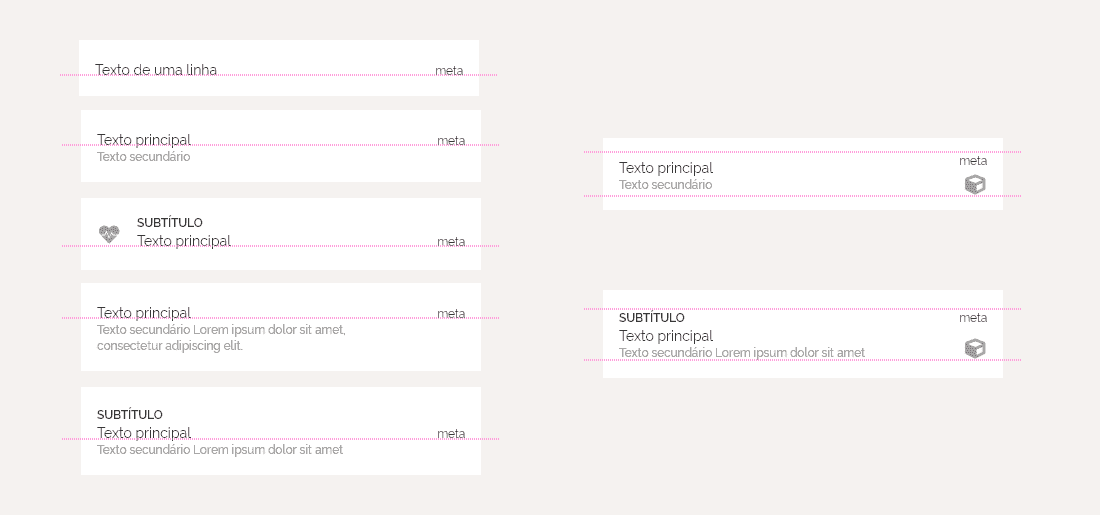 Texto de uma linha meta
Texto principal meta
Texto secundário
SUBTÍTULO
Texto principal meta
Texto principal meta
Texto secundário Lorem ipsum dolor sit amet,
consectetur adipiscing elit.
SUBTÍTULO
Texto principal meta
Texto secundário Lorem ipsum dolor sit amet
meta
Texto principal
Texto secundário
SUBTÍTULO meta
Texto principal
Texto secundário Lorem ipsum dolor sit amet